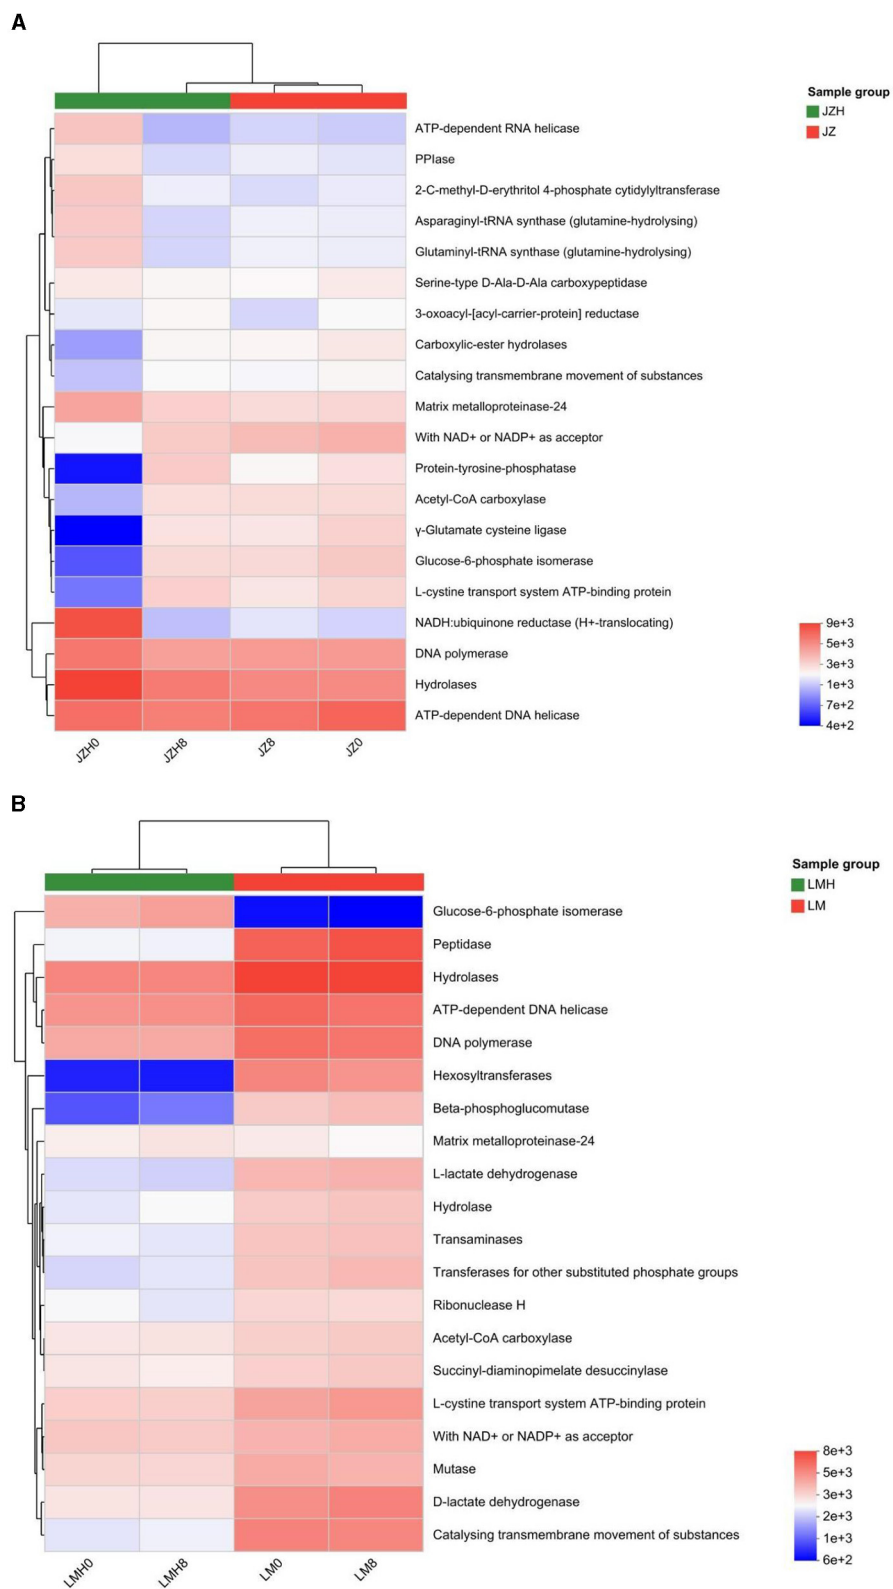 A
Sample group
JZH
JZ
ATP-dependent RNA helicase
PPIase
2-C-methyl-D-erythritol 4-phosphate cytidylyltransferase
Asparaginyl-tRNA synthase (glutamine-hydrolysing)
Glutaminyl-tRNA synthase (glutamine-hydrolysing)
Serine-type D-Ala-D-Ala carboxypeptidase
3-oxoacyl-[acyl-carrier-protein] reductase
Carboxylic-ester hydrolases
Catalysing transmembrane movement of substances
Matrix metalloproteinase-24
With NAD+ or NADP+ as acceptor
Protein-tyrosine-phosphatase
Acetyl-CoA carboxylase
γ-Glutamate cysteine ligase
Glucose-6-phosphate isomerase
L-cystine transport system ATP-binding protein
NADH:ubiquinone reductase (H+-translocating)
DNA polymerase
Hydrolases
ATP-dependent DNA helicase
9e+3
5e+3
3e+3
1e+3
7e+2
4e+2
JZH0 JZH8 JZ8 JZ0
B
Sample group
LMH
LM
Glucose-6-phosphate isomerase
Peptidase
Hydrolases
ATP-dependent DNA helicase
DNA polymerase
Hexosyltransferases
Beta-phosphoglucomutase
Matrix metalloproteinase-24
L-lactate dehydrogenase
Hydrolase
Transaminases
Transferases for other substituted phosphate groups
Ribonuclease H
Acetyl-CoA carboxylase
Succinyl-diaminopimelate desuccinylase
L-cystine transport system ATP-binding protein
With NAD+ or NADP+ as acceptor
Mutase
D-lactate dehydrogenase
Catalysing transmembrane movement of substances
8e+3
5e+3
3e+3
2e+3
1e+3
6e+2
LMH0 LMH8 LM0 LM8